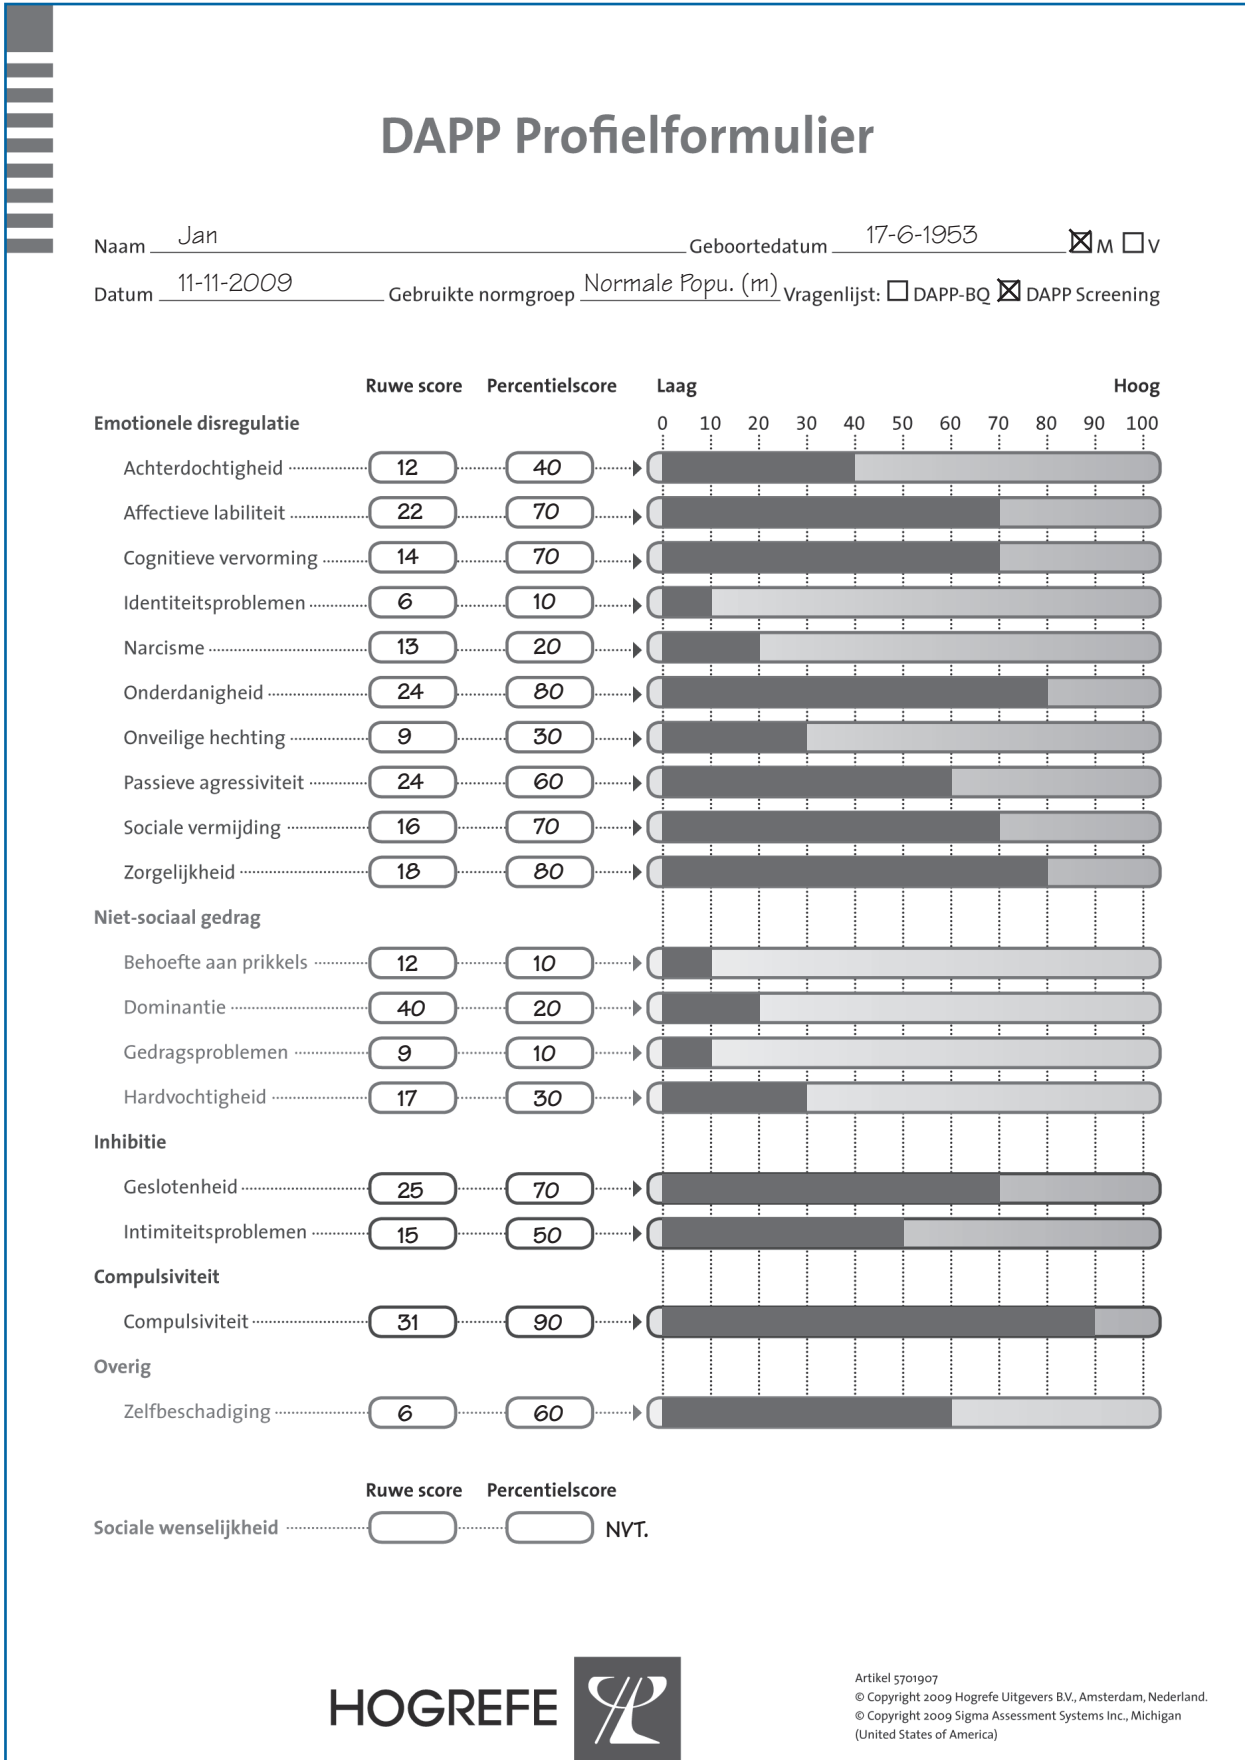 DAPP Profielformulier
Naam Jan Geboortedatum 17-6-1953 M V
Datum 11-11-2009 Gebruikte normgroep Normale Popu. (m) Vragenlijst: DAPP-BQ DAPP Screening
Ruwe score Percentielscore Laag Hoog
Emotionele disregulatie 0 10 20 30 40 50 60 70 80 90 100
Achterdochtigheid 12 40
Affectieve labiliteit 22 70
Cognitieve vervorming 14 70
Identiteitsproblemen 6 10
Narcisme 13 20
Onderdanigheid 24 80
Onveilige hechting 9 30
Passieve agressiviteit 24 60
Sociale vermijding 16 70
Zorgelijkheid 18 80
Niet-sociaal gedrag
Behoefte aan prikkels 12 10
Dominantie 40 20
Gedragsproblemen 9 10
Hardvochtigheid 17 30
Inhibitie
Geslotenheid 25 70
Intimiteitsproblemen 15 50
Compulsiviteit
Compulsiviteit 31 90
Overig
Zelfbeschadiging 6 60
Ruwe score Percentielscore
Sociale wenselijkheid NVT.
HOGREFE
Artikel 5701907
© Copyright 2009 Hogrefe Uitgevers B.V., Amsterdam, Nederland.
© Copyright 2009 Sigma Assessment Systems Inc., Michigan
(United States of America)